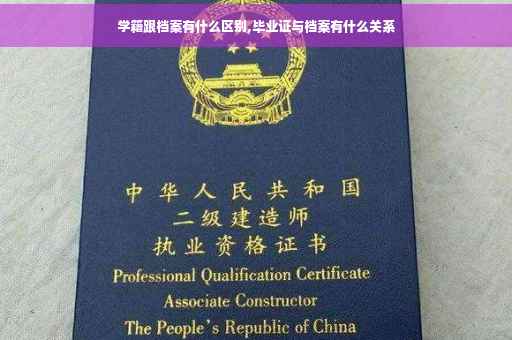 学籍跟档案有什么区别,毕业证与档案有什么关系
中华人民共和国
二级建造师
执业资格证书
Professional Qualification Certificate
Associate Constructor
The People's Republic of China